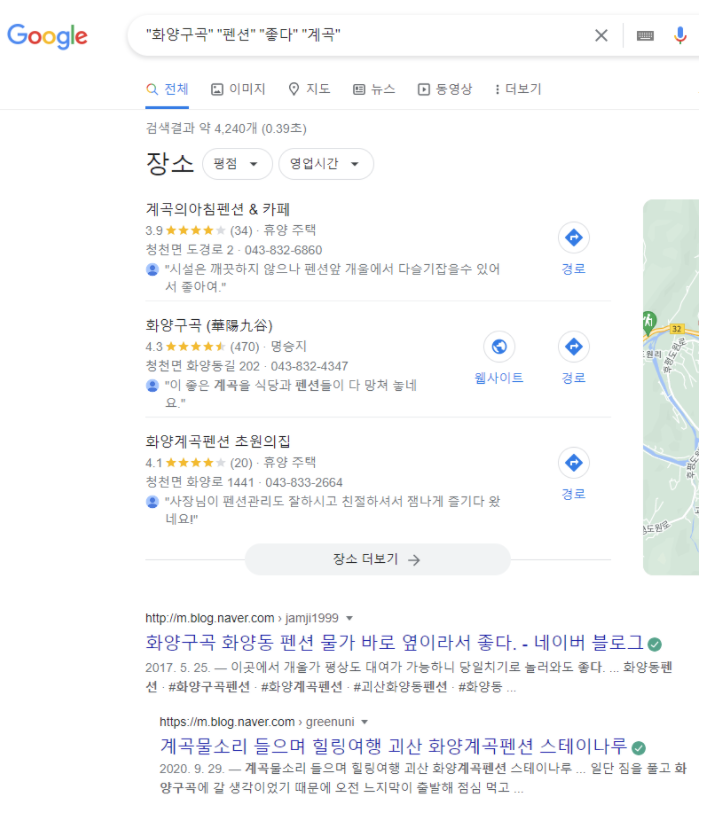 Google
"화양구곡" "펜션" "좋다" "계곡"
전체 이미지 지도 뉴스 동영상 더보기
검색결과 약 4,240개 (0.39초)
장소 평점 영업시간
계곡의아침펜션 & 카페
3.9 (34) · 휴양 주택
청천면 도경로 2 · 043-832-6860
"시설은 깨끗하지 않으나 펜션앞 개울에서 다슬기잡을수 있어
서 좋아여."
경로
화양구곡 (華陽九谷)
4.3 (470) · 명승지
청천면 화양동길 202 · 043-832-4347
"이 좋은 계곡을 식당과 펜션들이 다 망쳐 놓네
요."
웹사이트 경로
화양계곡펜션 초원의집
4.1 (20) · 휴양 주택
청천면 화양로 1441 · 043-833-2664
"사장님이 펜션관리도 잘하시고 친절하셔서 잼나게 즐기다 왔
네요!"
경로
장소 더보기 →
32
http://m.blog.naver.com › jamji1999
화양구곡 화양동 펜션 물가 바로 옆이라서 좋다. - 네이버 블로그
2017. 5. 25. — 이곳에서 개울가 평상도 대여가 가능하니 당일치기로 놀러와도 좋다. ... 화양동펜
션 · #화양구곡펜션 · #화양계곡펜션 · #괴산화양동펜션 · #화양동 ...
https://m.blog.naver.com › greenuni
계곡물소리 들으며 힐링여행 괴산 화양계곡펜션 스테이나루
2020. 9. 29. — 계곡물소리 들으며 힐링여행 괴산 화양계곡펜션 스테이나루 ... 일단 짐을 풀고 화
양구곡에 갈 생각이었기 때문에 오전 느지막이 출발해 점심 먹고 ...